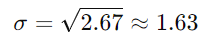 σ = √2.67 ≈ 1.63